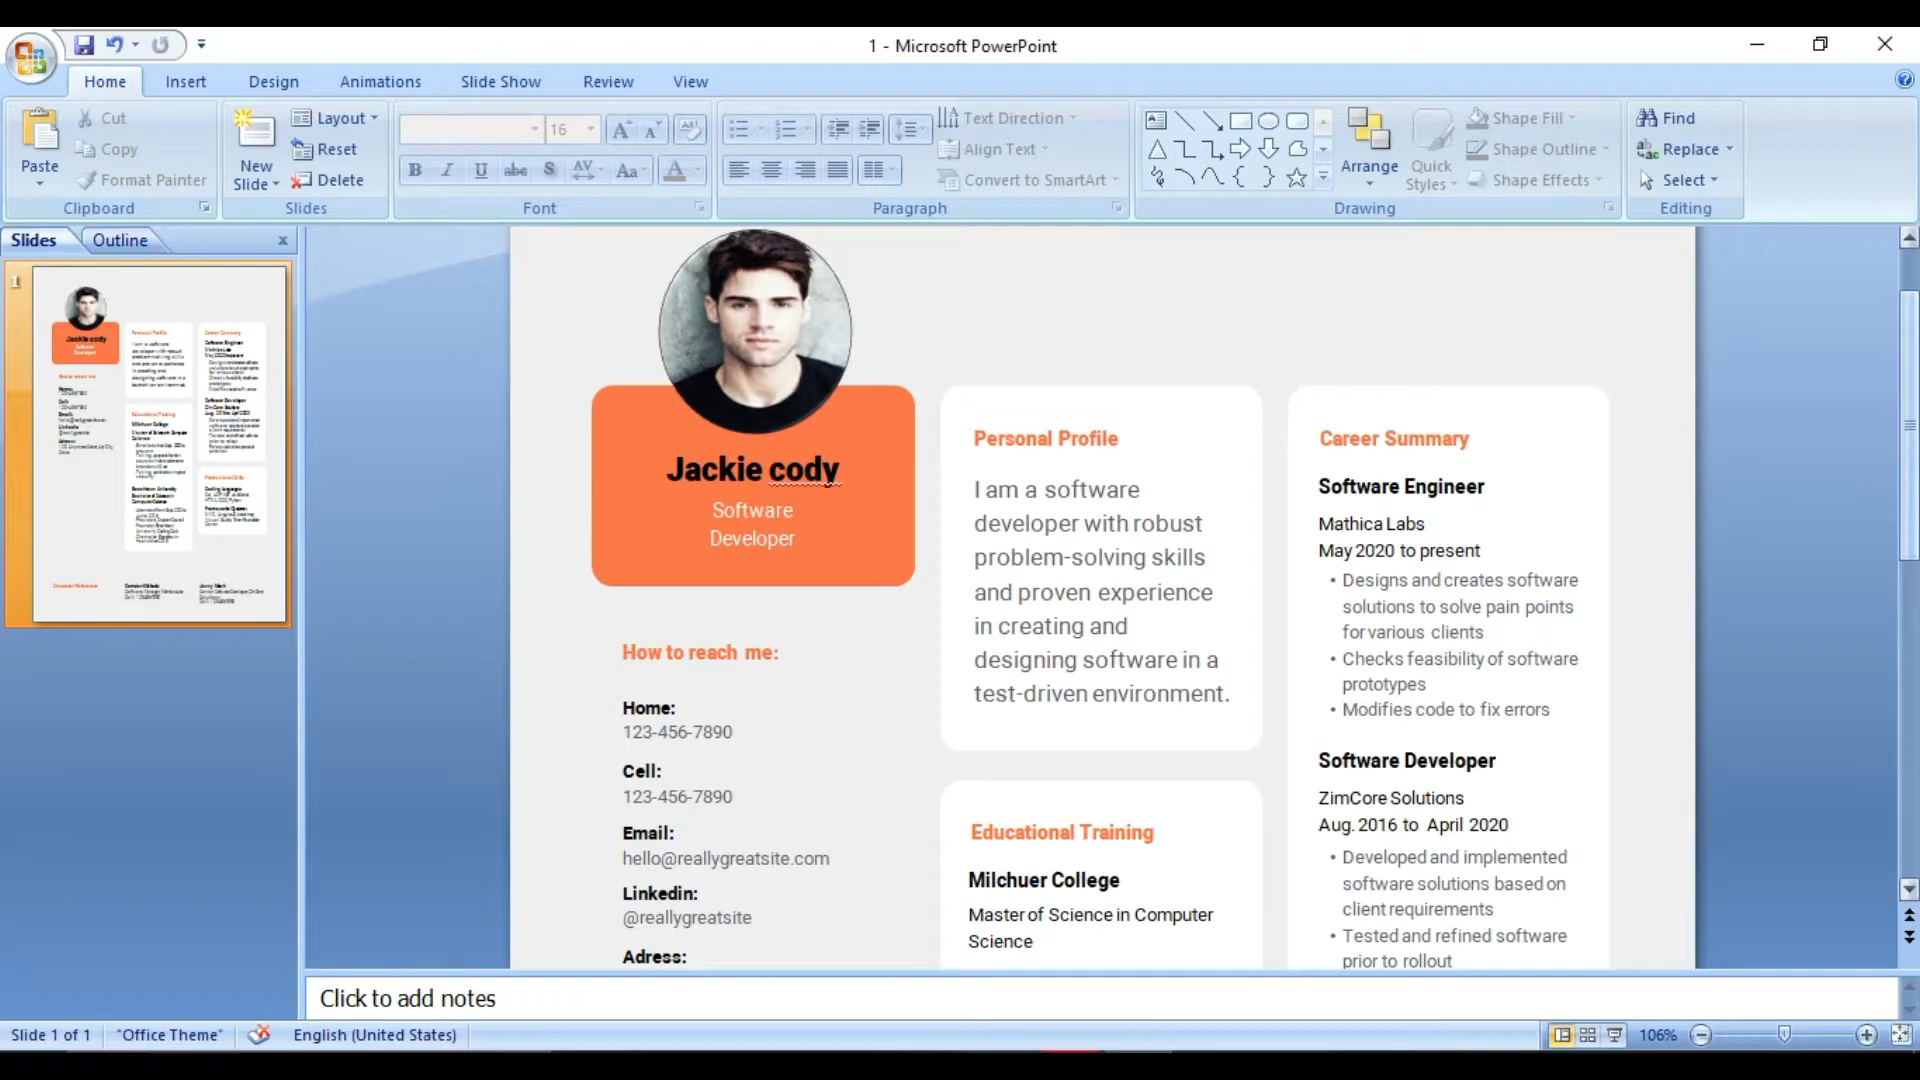 1 - Microsoft PowerPoint
Home Insert Design Animations Slide Show Review View
Paste
Cut
Copy
Format Painter
Clipboard
New
Slide
Layout
Reset
Delete
Slides
16
Font
Text Direction
Align Text
Convert to SmartArt
Paragraph
Arrange
Quick
Styles
Shape Fill
Shape Outline
Shape Effects
Drawing
Find
Replace
Select
Editing
Slides Outline x
1
Jackie cody
Software
Developer
How to reach me:
Home:
123-456-7890
Cell:
123-456-7890
Email:
hello@reallygreatsite.com
Linkedin:
@reallygreatsite
Adress:
Personal Profile
I am a software
developer with robust
problem-solving skills
and proven experience
in creating and
designing software in a
test-driven environment.
Educational Training
Milchuer College
Master of Science in Computer
Science
Career Summary
Software Engineer
Mathica Labs
May 2020 to present
• Designs and creates software
solutions to solve pain points
for various clients
• Checks feasibility of software
prototypes
• Modifies code to fix errors
Software Developer
ZimCore Solutions
Aug. 2016 to April 2020
• Developed and implemented
software solutions based on
client requirements
• Tested and refined software
prior to rollout
Click to add notes
Slide 1 of 1 "Office Theme" English (United States) 106%